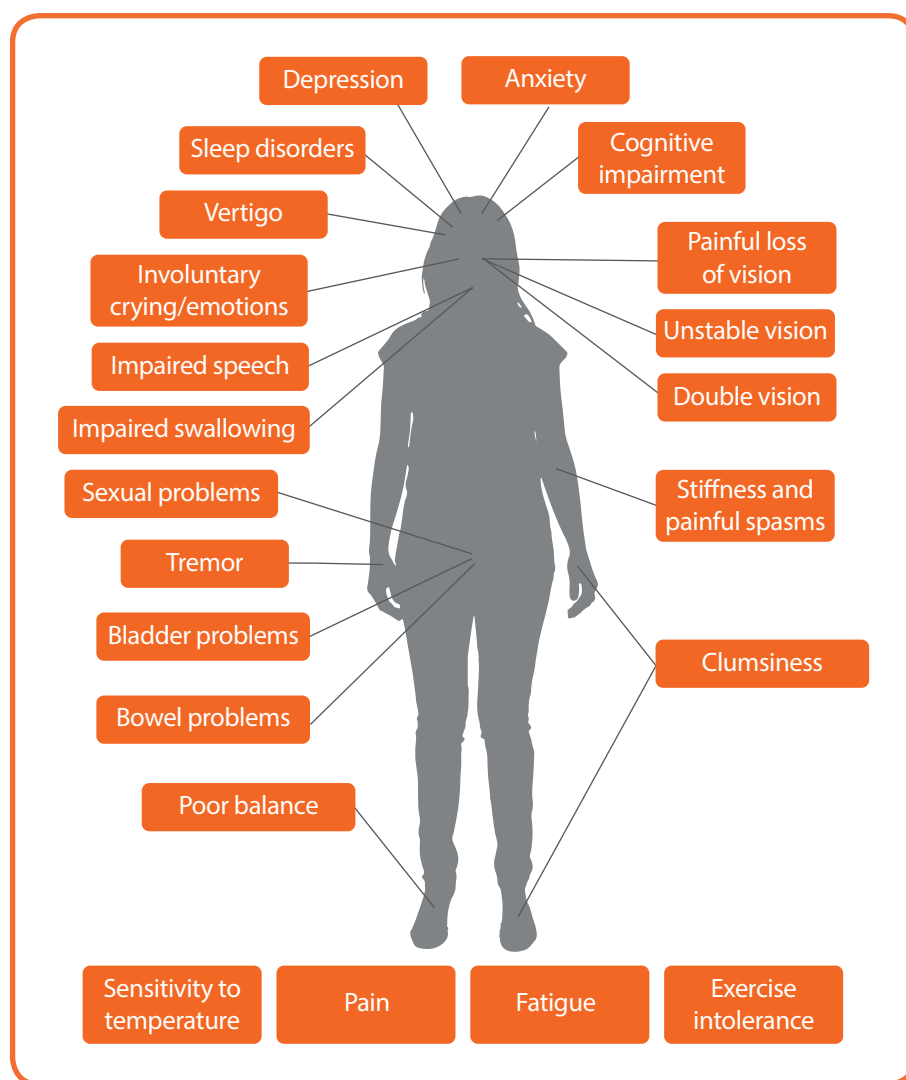 Depression
Anxiety
Sleep disorders
Cognitive
impairment
Vertigo
Painful loss
of vision
Involuntary
crying/emotions
Unstable vision
Impaired speech
Double vision
Impaired swallowing
Sexual problems
Stiffness and
painful spasms
Tremor
Bladder problems
Clumsiness
Bowel problems
Poor balance
Sensitivity to
temperature
Pain
Fatigue
Exercise
intolerance